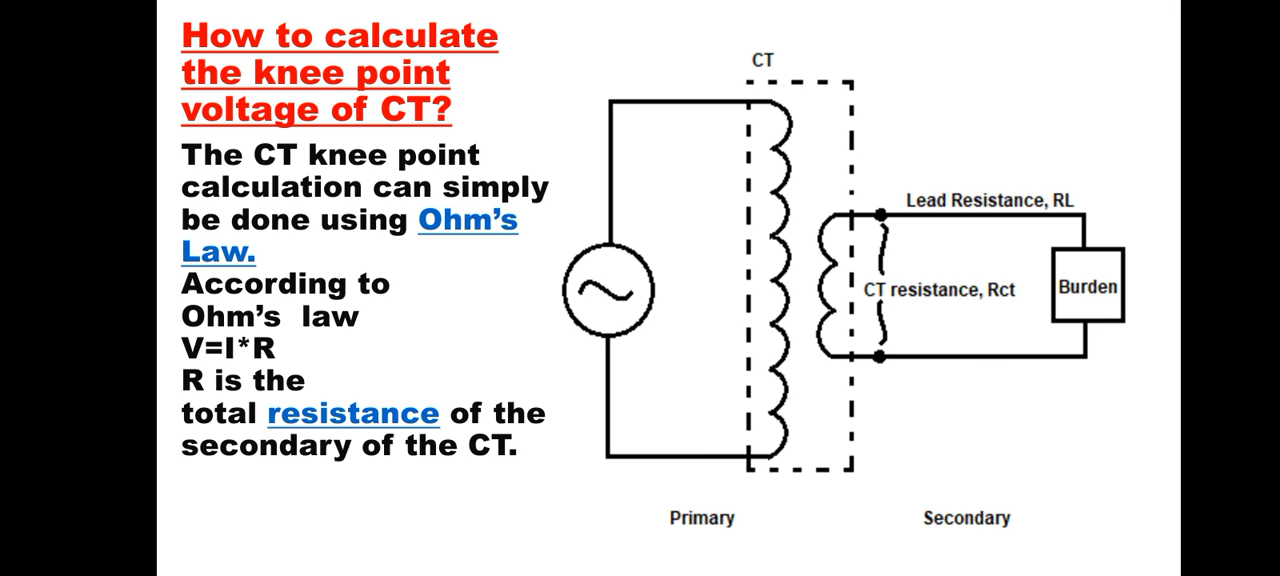 How to calculate
the knee point
voltage of CT?
The CT knee point
calculation can simply
be done using Ohm’s
Law.
According to
Ohm’s  law
V=I*R
R is the
total resistance of the
secondary of the CT.
CT
Lead Resistance, RL
CT resistance, Rct
Burden
Primary
Secondary